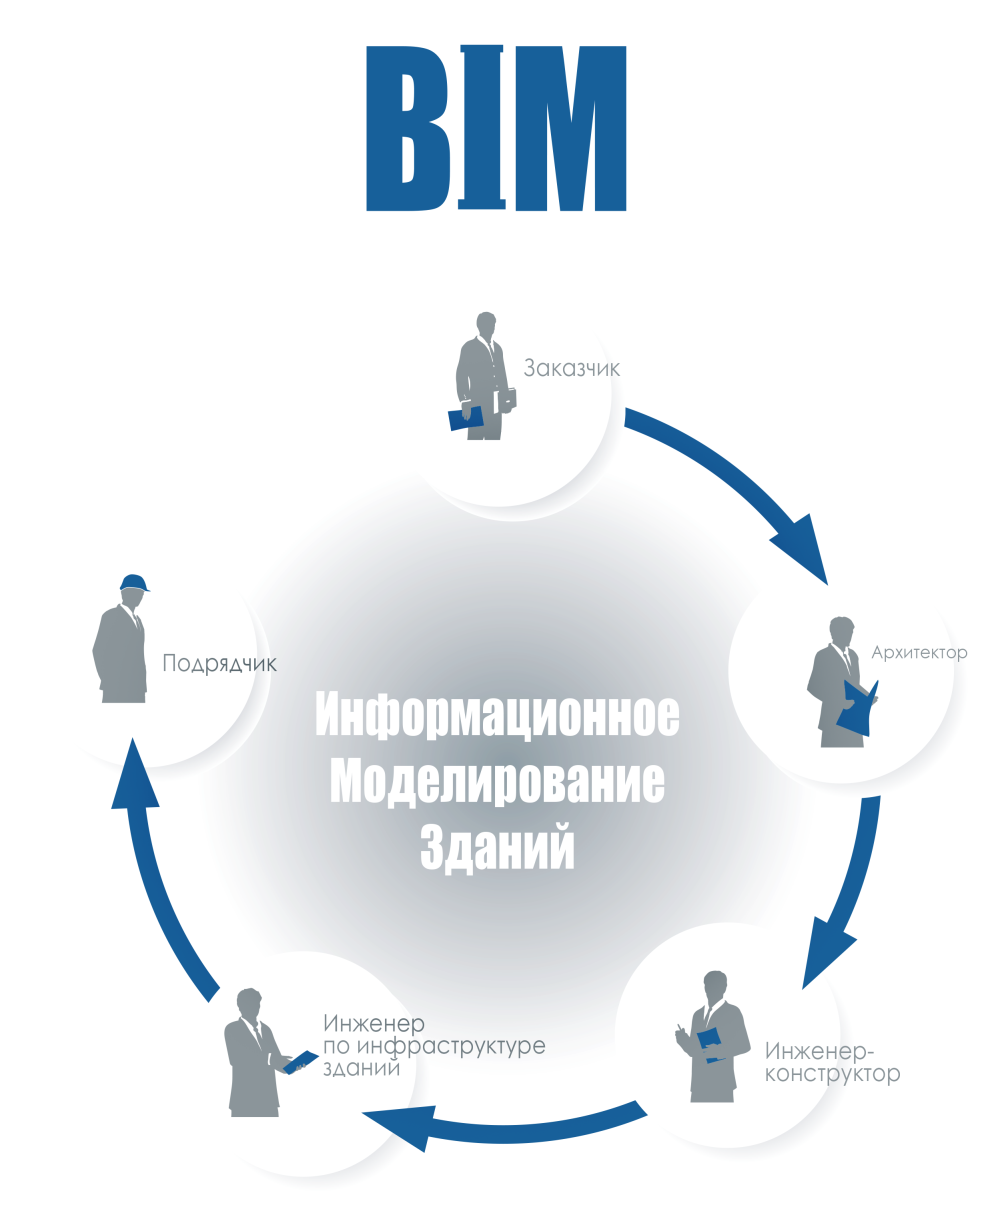 BIM
Заказчик
Архитектор
Подрядчик
Информационное
Моделирование
Зданий
Инженер
по инфраструктуре
зданий
Инженер-
конструктор